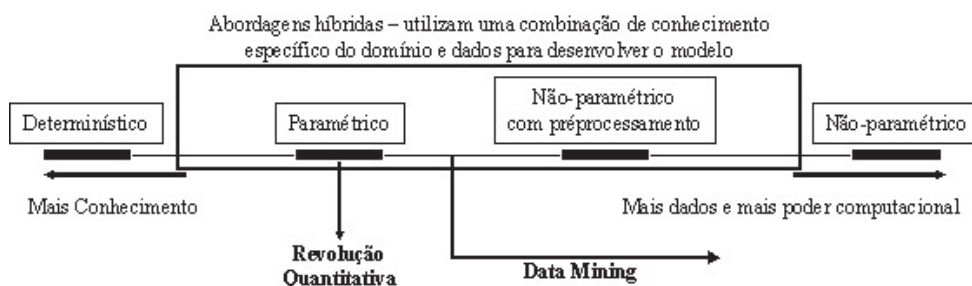 Abordagens híbridas – utilizam uma combinação de conhecimento
específico do domínio e dados para desenvolver o modelo
Determinístico
Paramétrico
Não-paramétrico
com préprocessamento
Não-paramétrico
Mais Conhecimento
Mais dados e mais poder computacional
Revolução
Quantitativa
Data Mining